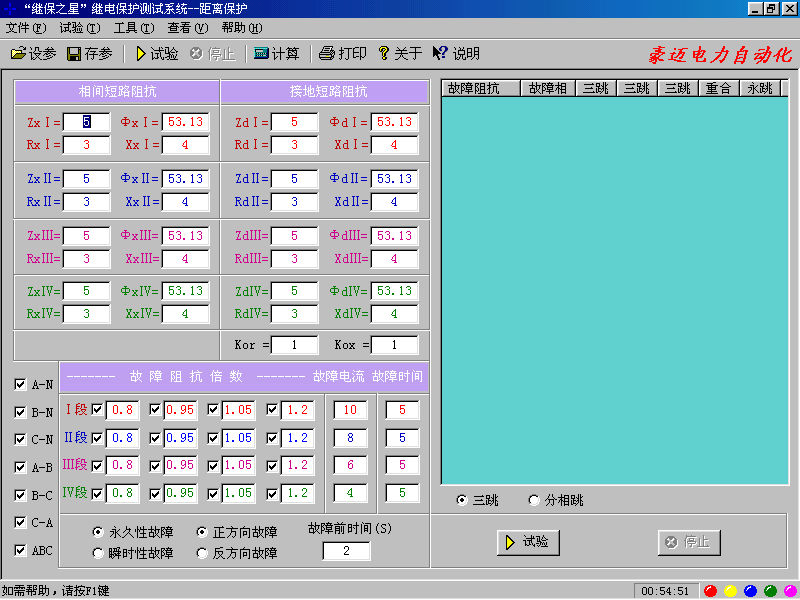 “继保之星”继电保护测试系统--距离保护
文件(F) 试验(T) 工具(T) 查看(V) 帮助(H)
设参 存参 试验 停止 计算 打印 关于 说明 豪迈电力自动化
相间短路阻抗 接地短路阻抗
ZxⅠ= 5 ΦxⅠ= 53.13 ZdⅠ= 5 ΦdⅠ= 53.13
RxⅠ= 3 XxⅠ= 4 RdⅠ= 3 XdⅠ= 4
ZxⅡ= 5 ΦxⅡ= 53.13 ZdⅡ= 5 ΦdⅡ= 53.13
RxⅡ= 3 XxⅡ= 4 RdⅡ= 3 XdⅡ= 4
ZxⅢ= 5 ΦxⅢ= 53.13 ZdⅢ= 5 ΦdⅢ= 53.13
RxⅢ= 3 XxⅢ= 4 RdⅢ= 3 XdⅢ= 4
ZxⅣ= 5 ΦxⅣ= 53.13 ZdⅣ= 5 ΦdⅣ= 53.13
RxⅣ= 3 XxⅣ= 4 RdⅣ= 3 XdⅣ= 4
Kor = 1 Kox = 1
------- 故 障 阻 抗 倍 数 ------- 故障电流 故障时间
Ⅰ段 0.8 0.95 1.05 1.2 10 5
Ⅱ段 0.8 0.95 1.05 1.2 8 5
Ⅲ段 0.8 0.95 1.05 1.2 6 5
Ⅳ段 0.8 0.95 1.05 1.2 4 5
A-N
B-N
C-N
A-B
B-C
C-A
ABC
永久性故障 正方向故障 故障前时间(S)
瞬时性故障 反方向故障 2
故障阻抗 故障相 三跳 三跳 三跳 重合 永跳
三跳 分相跳
试验 停止
如需帮助，请按F1键 00:54:51